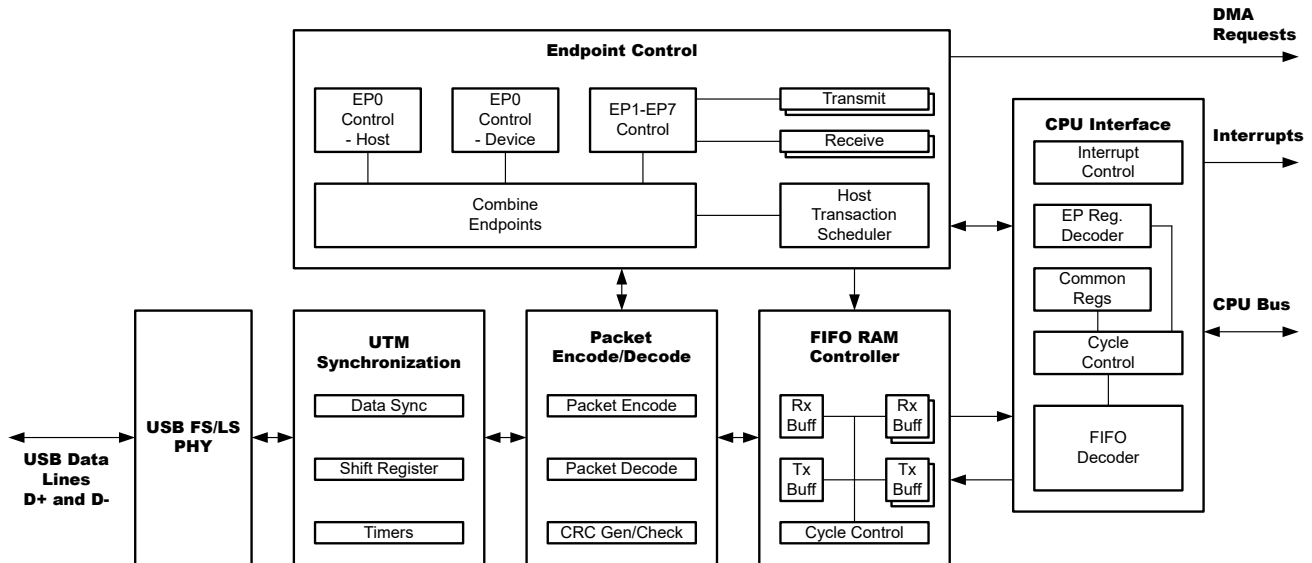 DMA
Requests
Endpoint Control
EP0
Control
- Host
EP0
Control
- Device
EP1-EP7
Control
Transmit
Receive
Combine
Endpoints
Host
Transaction
Scheduler
CPU Interface
Interrupt
Control
EP Reg.
Decoder
Common
Regs
Cycle
Control
FIFO
Decoder
Interrupts
CPU Bus
USB Data
Lines
D+ and D-
USB FS/LS
PHY
UTM
Synchronization
Data Sync
Shift Register
Timers
Packet
Encode/Decode
Packet Encode
Packet Decode
CRC Gen/Check
FIFO RAM
Controller
Rx
Buff
Rx
Buff
Tx
Buff
Tx
Buff
Cycle Control